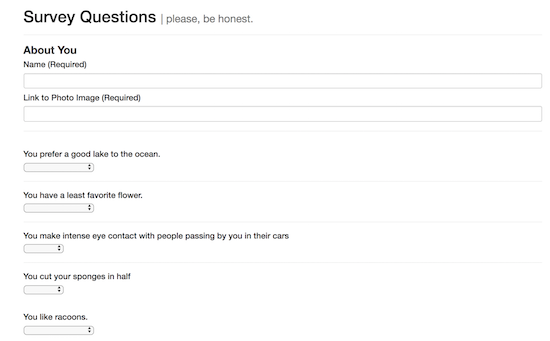 Survey Questions | please, be honest.
About You
Name (Required)
Link to Photo Image (Required)
You prefer a good lake to the ocean.
You have a least favorite flower.
You make intense eye contact with people passing by you in their cars
You cut your sponges in half
You like racoons.